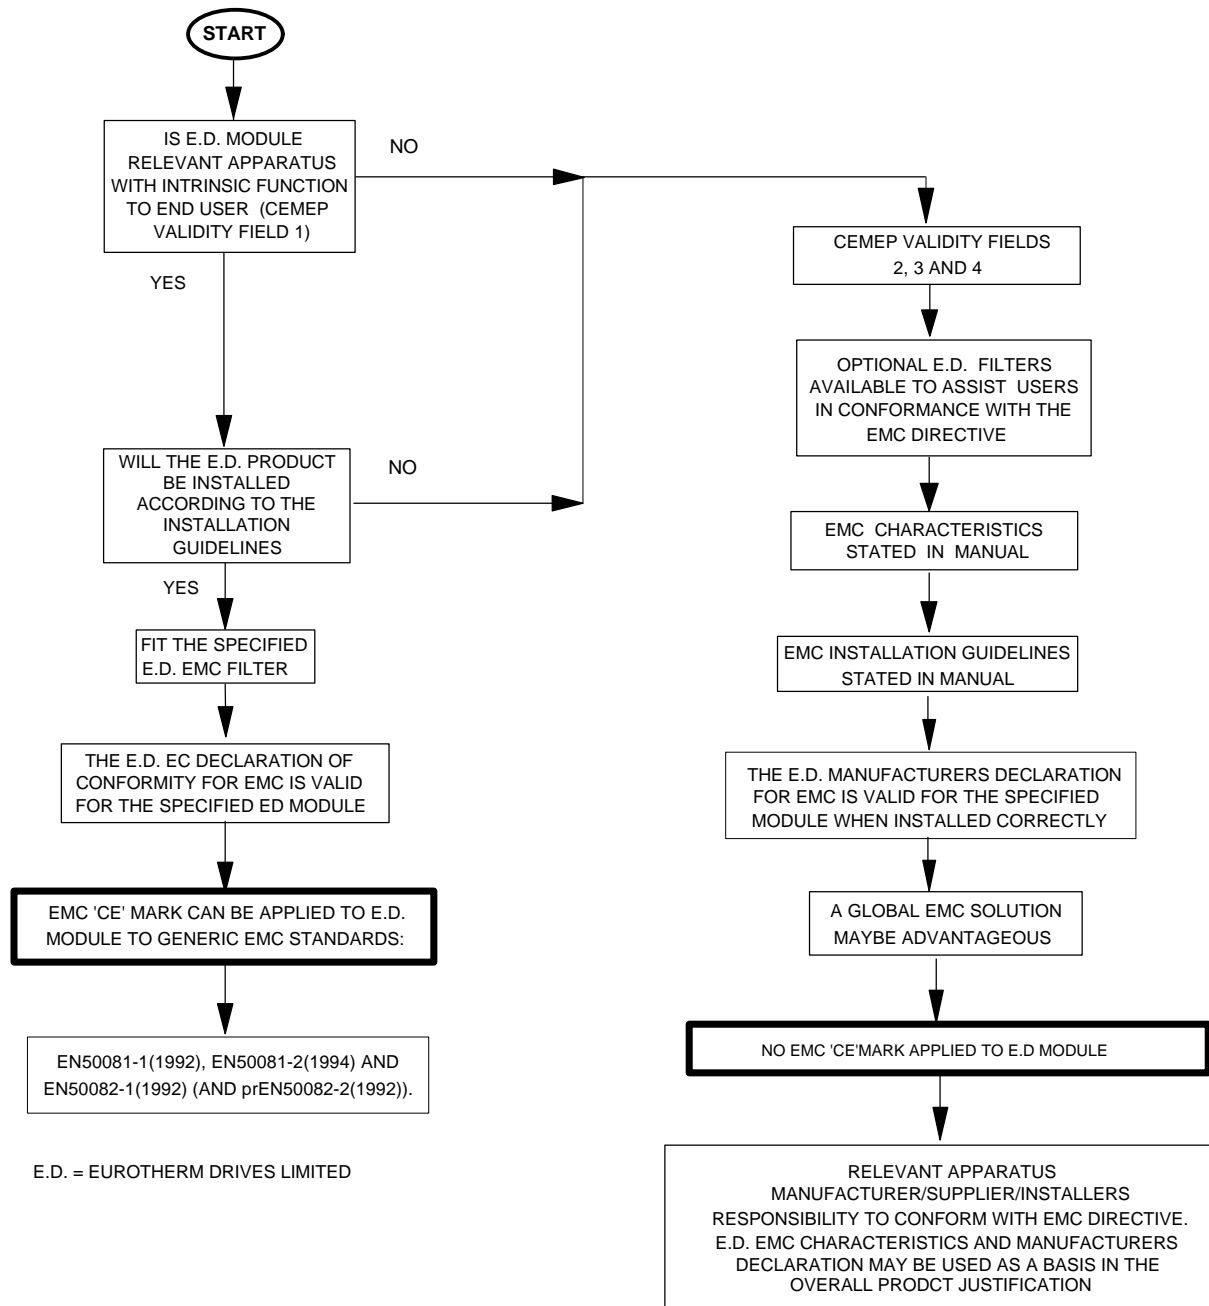 START
IS E.D. MODULE
RELEVANT APPARATUS
WITH INTRINSIC FUNCTION
TO END USER (CEMEP
VALIDITY FIELD 1)
NO
YES
WILL THE E.D. PRODUCT
BE INSTALLED
ACCORDING TO THE
INSTALLATION
GUIDELINES
NO
YES
FIT THE SPECIFIED
E.D. EMC FILTER
THE E.D. EC DECLARATION OF
CONFORMITY FOR EMC IS VALID
FOR THE SPECIFIED ED MODULE
EMC 'CE' MARK CAN BE APPLIED TO E.D.
MODULE TO GENERIC EMC STANDARDS:
EN50081-1(1992), EN50081-2(1994) AND
EN50082-1(1992) (AND prEN50082-2(1992)).
E.D. = EUROTHERM DRIVES LIMITED
CEMEP VALIDITY FIELDS
2, 3 AND 4
OPTIONAL E.D. FILTERS
AVAILABLE TO ASSIST USERS
IN CONFORMANCE WITH THE
EMC DIRECTIVE
EMC CHARACTERISTICS
STATED IN MANUAL
EMC INSTALLATION GUIDELINES
STATED IN MANUAL
THE E.D. MANUFACTURERS DECLARATION
FOR EMC IS VALID FOR THE SPECIFIED
MODULE WHEN INSTALLED CORRECTLY
A GLOBAL EMC SOLUTION
MAYBE ADVANTAGEOUS
NO EMC 'CE'MARK APPLIED TO E.D MODULE
RELEVANT APPARATUS
MANUFACTURER/SUPPLIER/INSTALLERS
RESPONSIBILITY TO CONFORM WITH EMC DIRECTIVE.
E.D. EMC CHARACTERISTICS AND MANUFACTURERS
DECLARATION MAY BE USED AS A BASIS IN THE
OVERALL PRODCT JUSTIFICATION